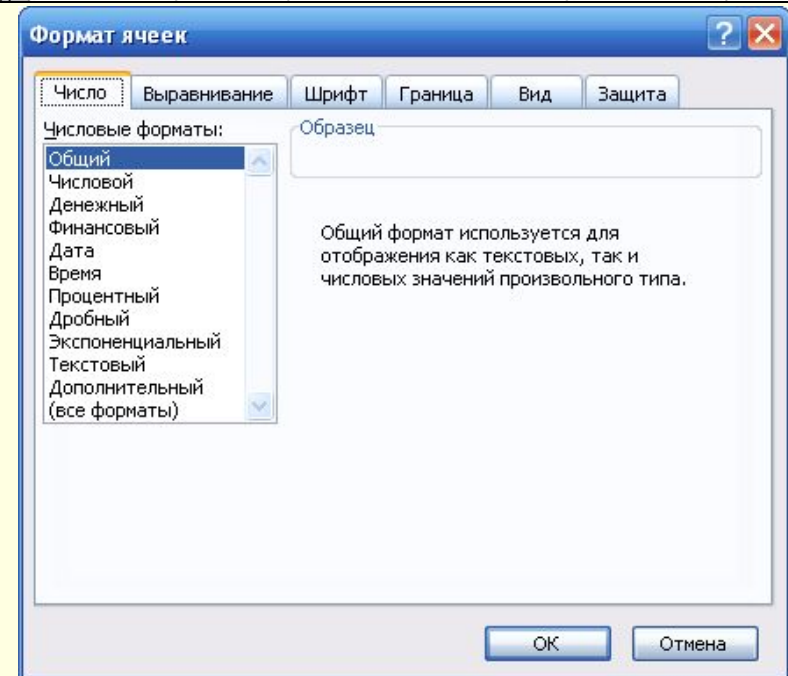 Формат ячеек
Число Выравнивание Шрифт Граница Вид Защита
Числовые форматы:
Общий
Числовой
Денежный
Финансовый
Дата
Время
Процентный
Дробный
Экспоненциальный
Текстовый
Дополнительный
(все форматы)
Образец
Общий формат используется для
отображения как текстовых, так и
числовых значений произвольного типа.
ОК Отмена